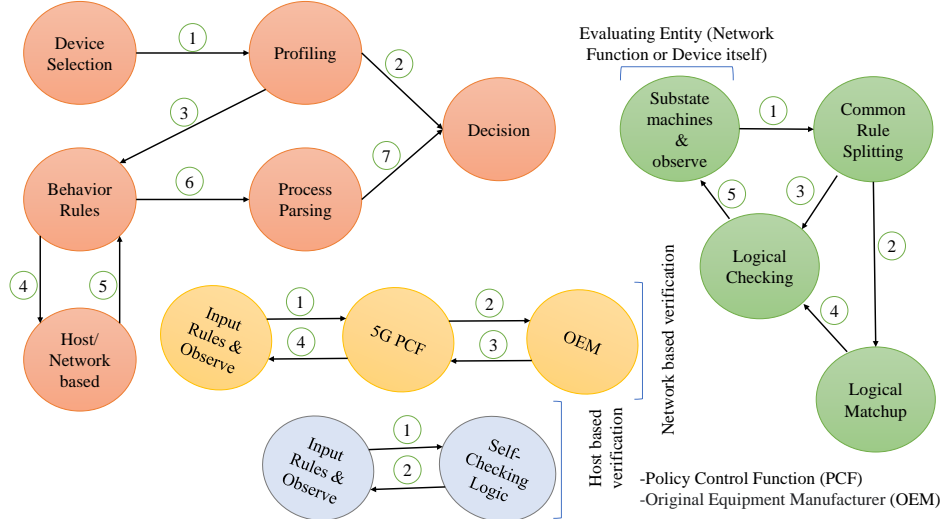 Device
Selection
1
Profiling
2
3
Decision
Behavior
Rules
6
Process
Parsing
7
4
5
Host/
Network
based
Input
Rules &
Observe
1
4
5G PCF
2
3
OEM
Network based verification
Input
Rules &
Observe
1
2
Self-
Checking
Logic
Host based
verification
Evaluating Entity (Network
Function or Device itself)
Substate
machines
&
observe
1
Common
Rule
Splitting
5
3
2
Logical
Checking
4
Logical
Matchup
-Policy Control Function (PCF)
-Original Equipment Manufacturer (OEM)